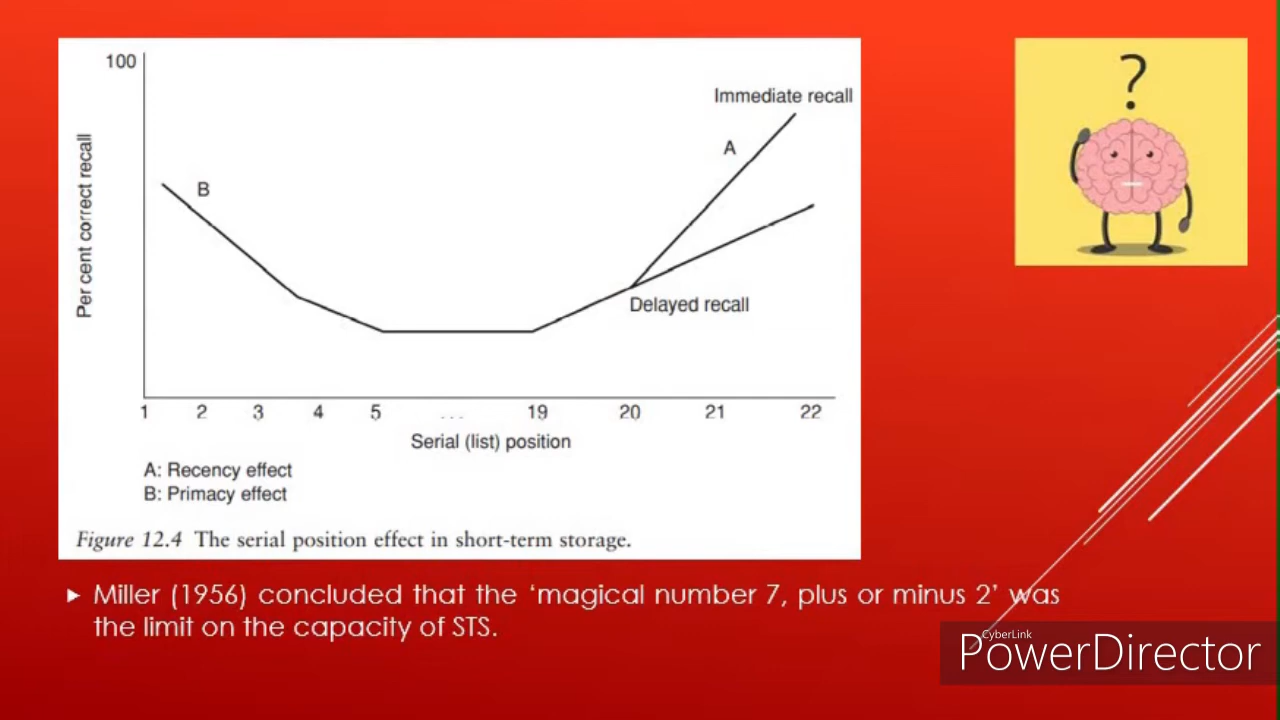 100
Per cent correct recall
B
Immediate recall
A
Delayed recall
1 2 3 4 5 ... 19 20 21 22
Serial (list) position
A: Recency effect
B: Primacy effect
Figure 12.4 The serial position effect in short-term storage.
?
Miller (1956) concluded that the ‘magical number 7, plus or minus 2’ was
the limit on the capacity of STS.
CyberLink
PowerDirector